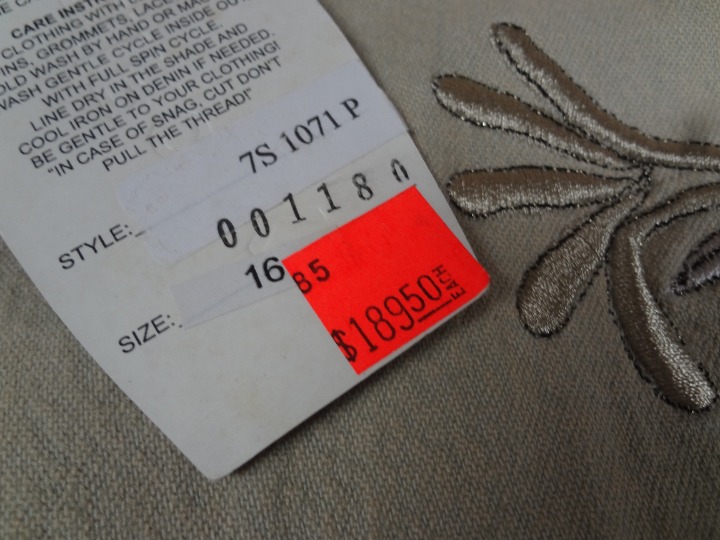 CARE INSTR
CLOTHING WITH
INS, GROMMETS, LACE
OLD WASH BY HAND OR MA
WASH GENTLE CYCLE INSIDE OU
WITH FULL SPIN CYCLE
LINE DRY IN THE SHADE AND
COOL IRON ON DENIM IF NEEDED.
BE GENTLE TO YOUR CLOTHING!
"IN CASE OF SNAG, CUT DON'T
PULL THE THREAD!"
7S 1071 P
STYLE:
001180
16
85
SIZE:
$18950 EACH